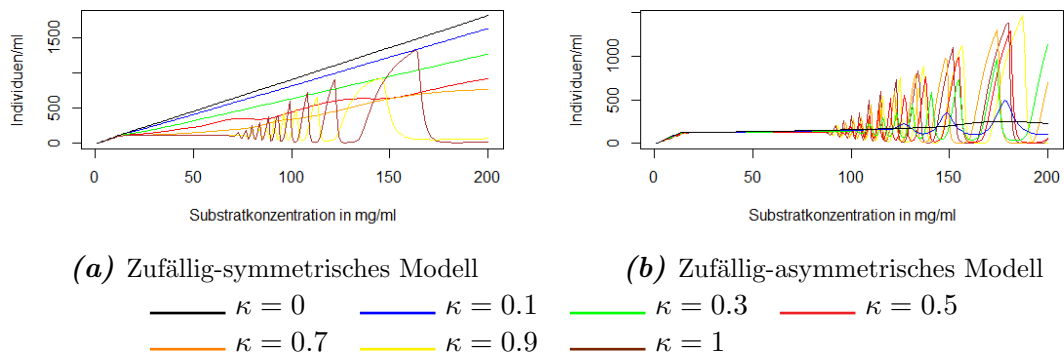 Individuen/ml
1500
500
0
0
50
100
150
200
Substratkonzentration in mg/ml
Individuen/ml
1000
500
0
0
50
100
150
200
Substratkonzentration in mg/ml
(a) Zufällig-symmetrisches Modell
(b) Zufällig-asymmetrisches Modell
κ = 0
κ = 0.1
κ = 0.3
κ = 0.5
κ = 0.7
κ = 0.9
κ = 1